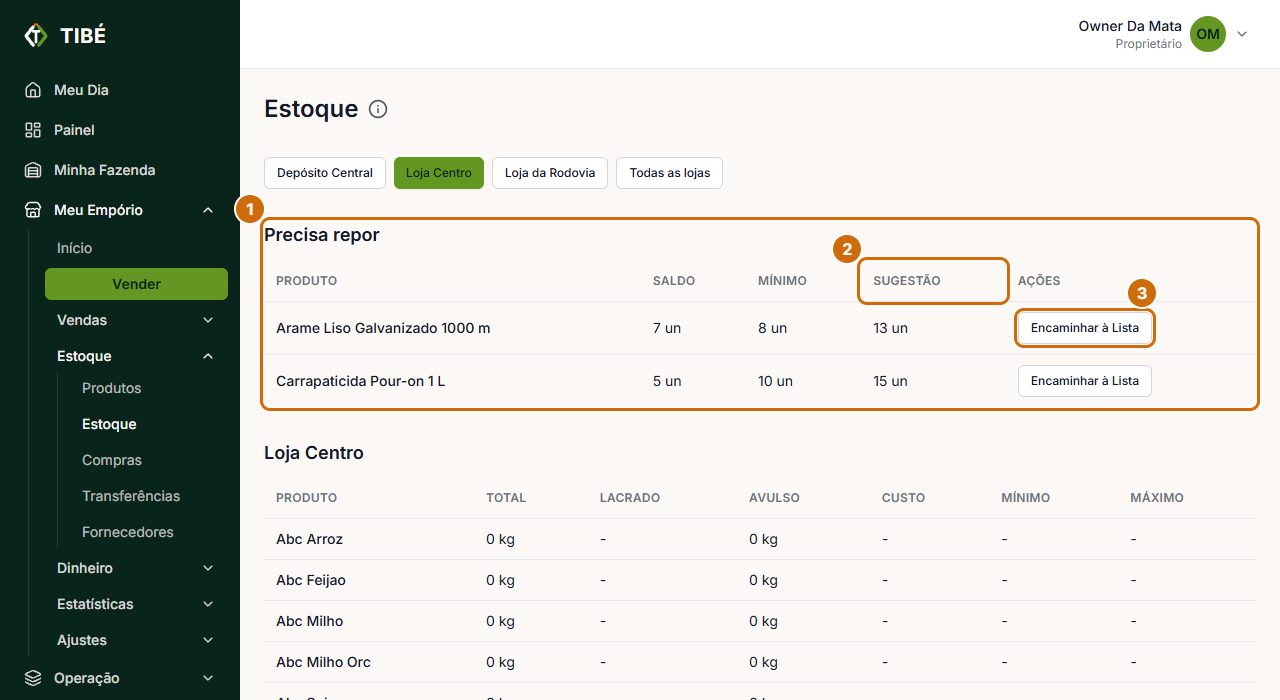 TIBÉ
Owner Da Mata
Proprietário
OM
Meu Dia
Painel
Minha Fazenda
Meu Empório
Início
Vender
Vendas
Estoque
Produtos
Estoque
Compras
Transferências
Fornecedores
Dinheiro
Estatísticas
Ajustes
Operação
Estoque
Depósito Central Loja Centro Loja da Rodovia Todas as lojas
1
Precisa repor
2
PRODUTO SALDO MÍNIMO SUGESTÃO AÇÕES
3
Arame Liso Galvanizado 1000 m 7 un 8 un 13 un Encaminhar à Lista
Carrapaticida Pour-on 1 L 5 un 10 un 15 un Encaminhar à Lista
Loja Centro
PRODUTO TOTAL LACRADO AVULSO CUSTO MÍNIMO MÁXIMO
Abc Arroz 0 kg - 0 kg - - -
Abc Feijao 0 kg - 0 kg - - -
Abc Milho 0 kg - 0 kg - - -
Abc Milho Orc 0 kg - 0 kg - - -